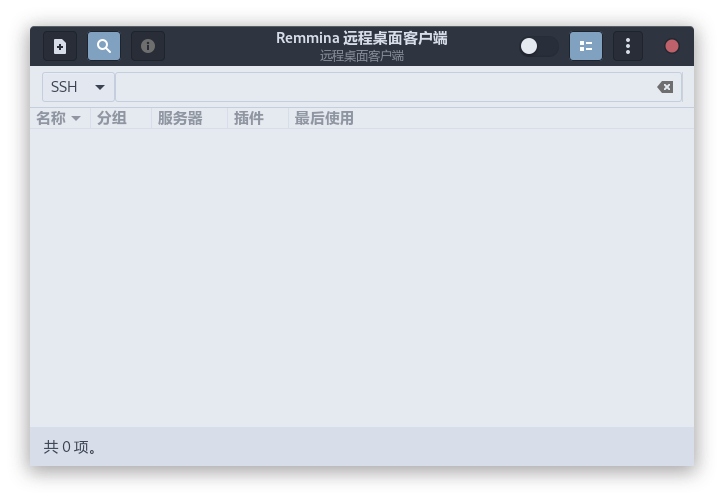 Remmina 远程桌面客户端
远程桌面客户端
SSH
名称 分组 服务器 插件 最后使用
共 0 项。